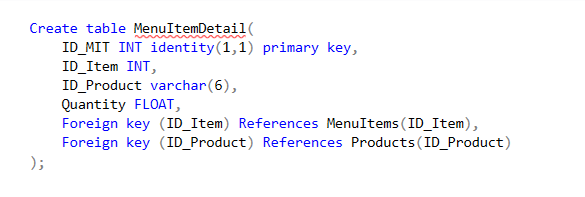 Create table MenuItemDetail(
    ID_MIT INT identity(1,1) primary key,
    ID_Item INT,
    ID_Product varchar(6),
    Quantity FLOAT,
    Foreign key (ID_Item) References MenuItems(ID_Item),
    Foreign key (ID_Product) References Products(ID_Product)
);